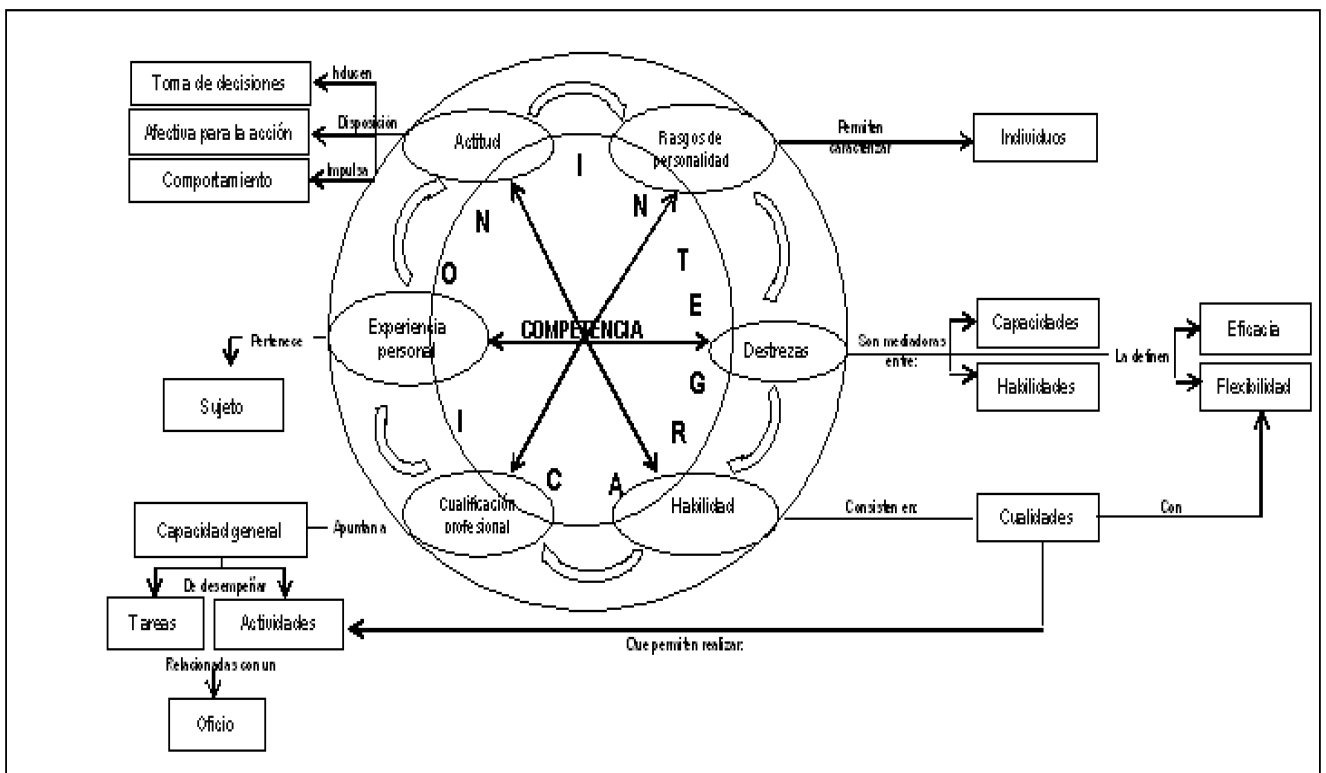 Toma de decisiones
Inducen
Afectiva para la acción
Disposición
Comportamiento
Impulsa
Actitud
Rasgos de
personalidad
Permiten
caracterizar
Individuos
I
N
T
E
G
R
A
C
I
O
N
COMPETENCIA
Experiencia
personal
Pertenece
Sujeto
Destrezas
Son mediadoras
entre:
Capacidades
Habilidades
La definen
Eficacia
Flexibilidad
Cualificación
profesional
Apuntan a
Capacidad general
De desempeñar
Tareas
Actividades
Relacionadas con un
Oficio
Habilidad
Consisten en:
Cualidades
Con
Que permiten realizar: